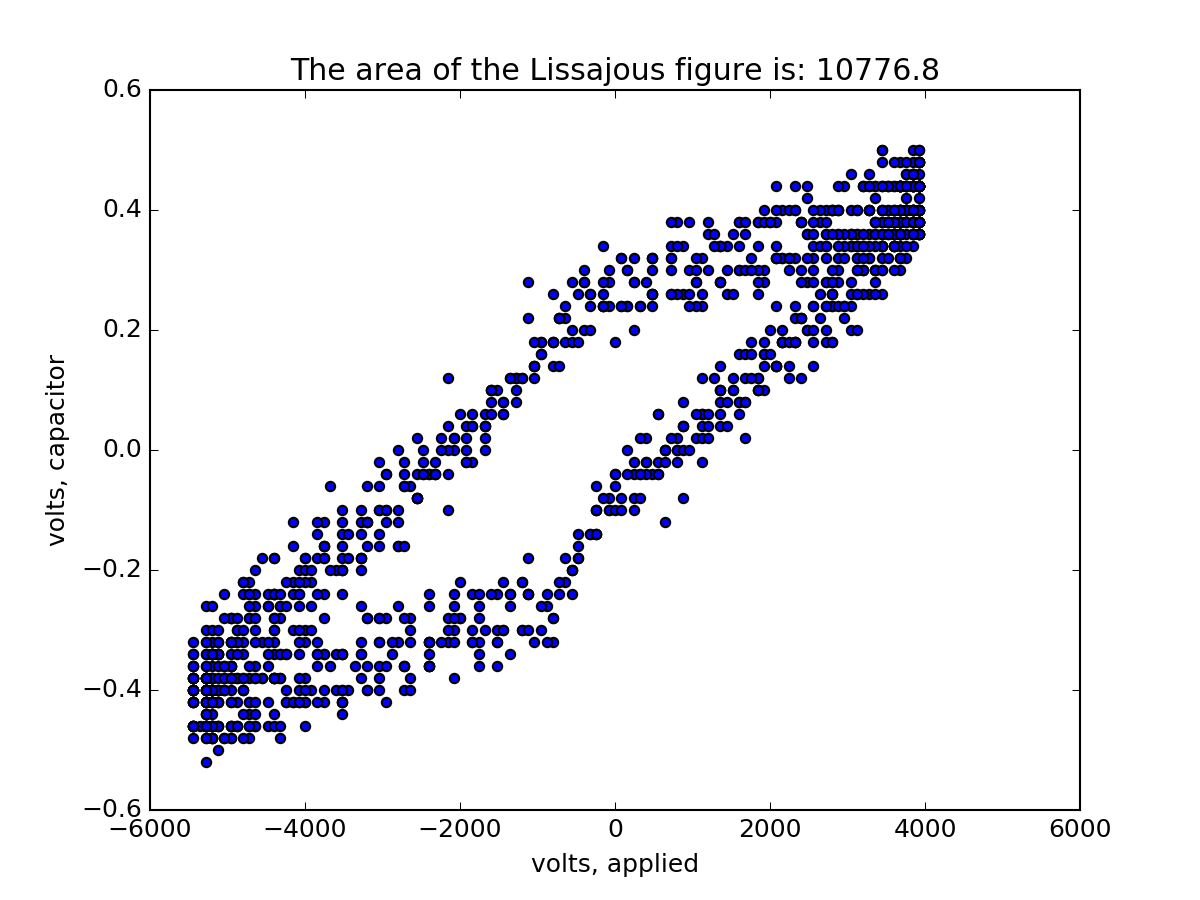 The area of the Lissajous figure is: 10776.8
0.6
0.4
0.2
0.0
−0.2
−0.4
−0.6
volts, capacitor
−6000 −4000 −2000 0 2000 4000 6000
volts, applied